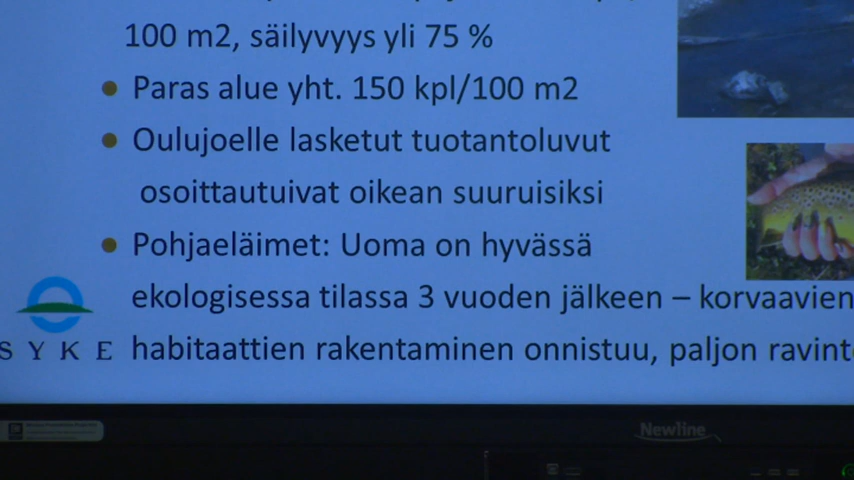 100 m2, säilyvyys yli 75 %
Paras alue yht. 150 kpl/100 m2
Oulujoelle lasketut tuotantoluvut
osoittautuivat oikean suuruisiksi
Pohjaeläimet: Uoma on hyvässä
ekologisessa tilassa 3 vuoden jälkeen – korvaavien
habitaattien rakentaminen onnistuu, paljon ravint
SYKE
Newline